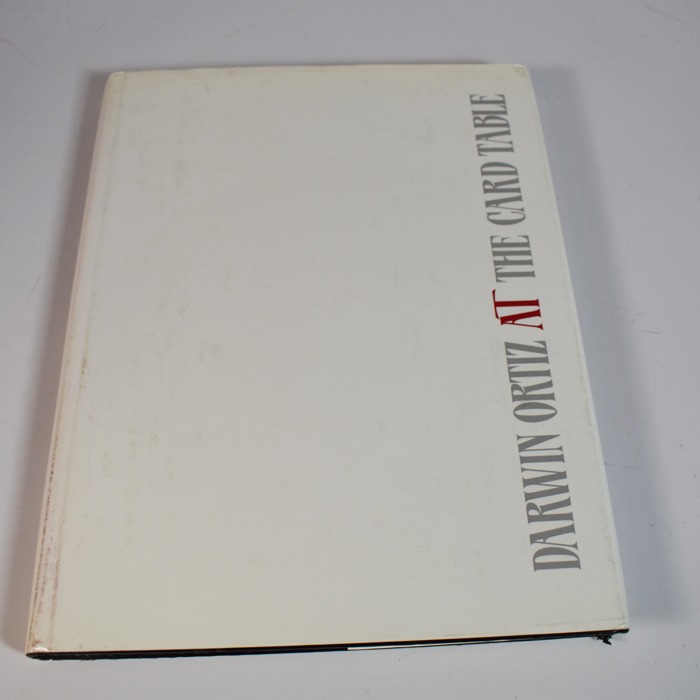 DARWIN ORTIZ AT THE CARD TABLE